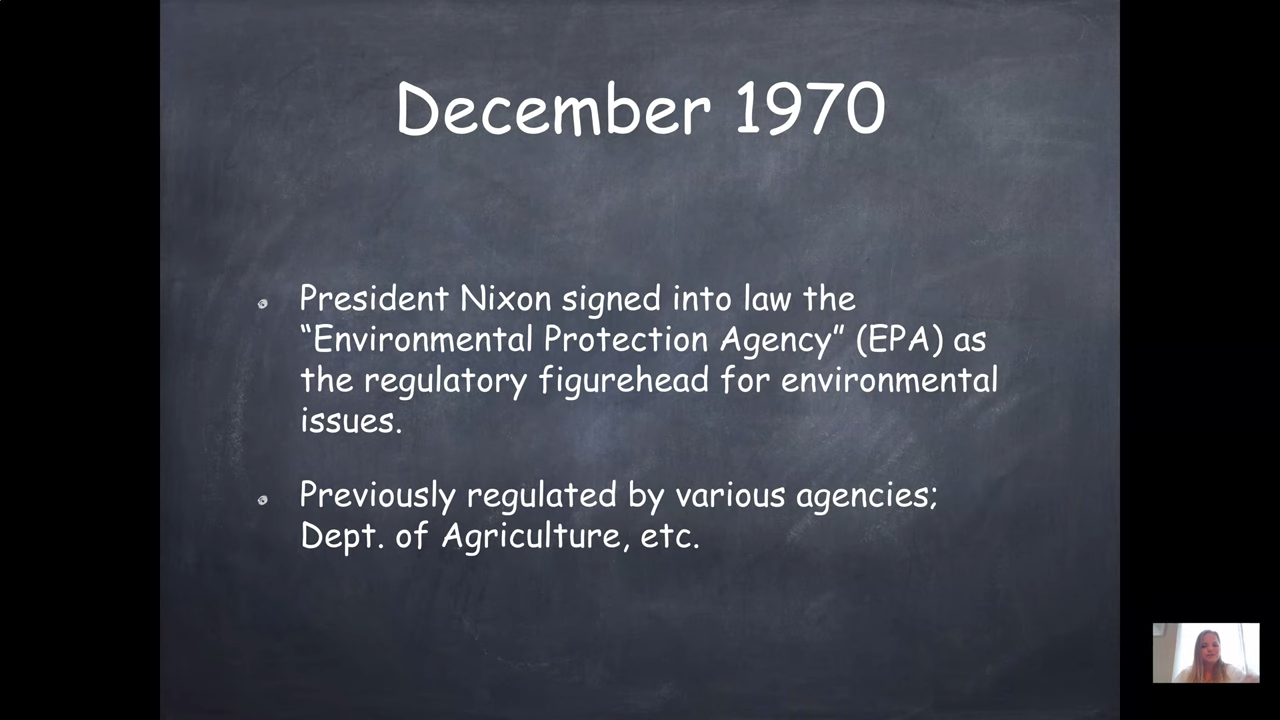 December 1970
President Nixon signed into law the
“Environmental Protection Agency” (EPA) as
the regulatory figurehead for environmental
issues.
Previously regulated by various agencies;
Dept. of Agriculture, etc.